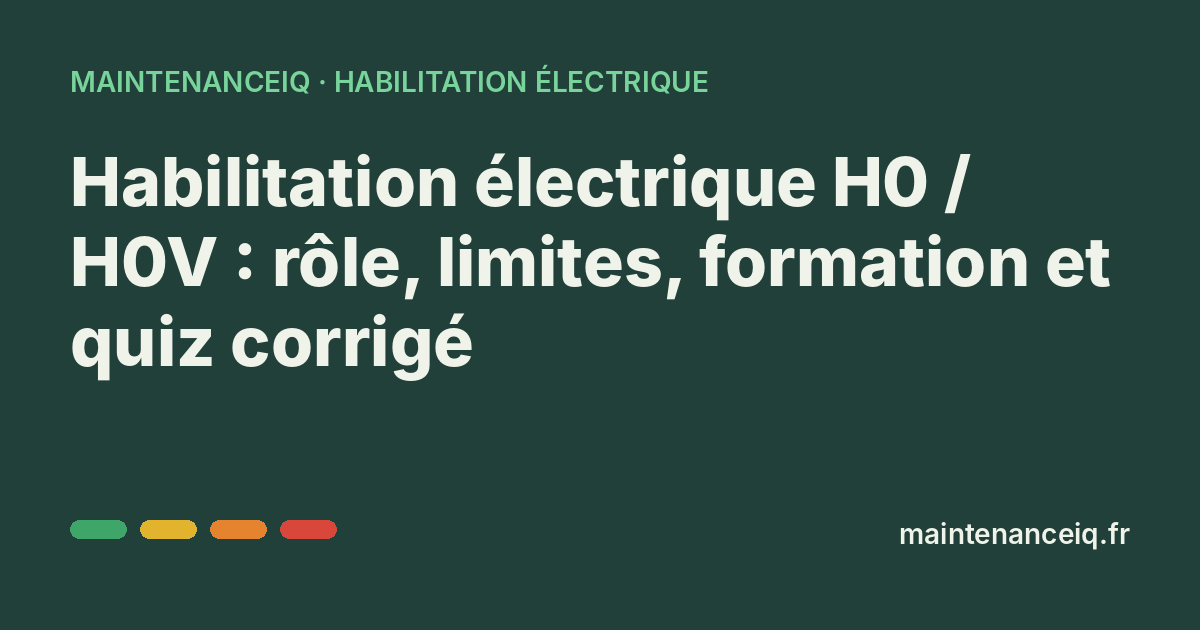 MAINTENANCEIQ · HABILITATION ÉLECTRIQUE
Habilitation électrique H0 /
H0V : rôle, limites, formation et
quiz corrigé
maintenanceiq.fr